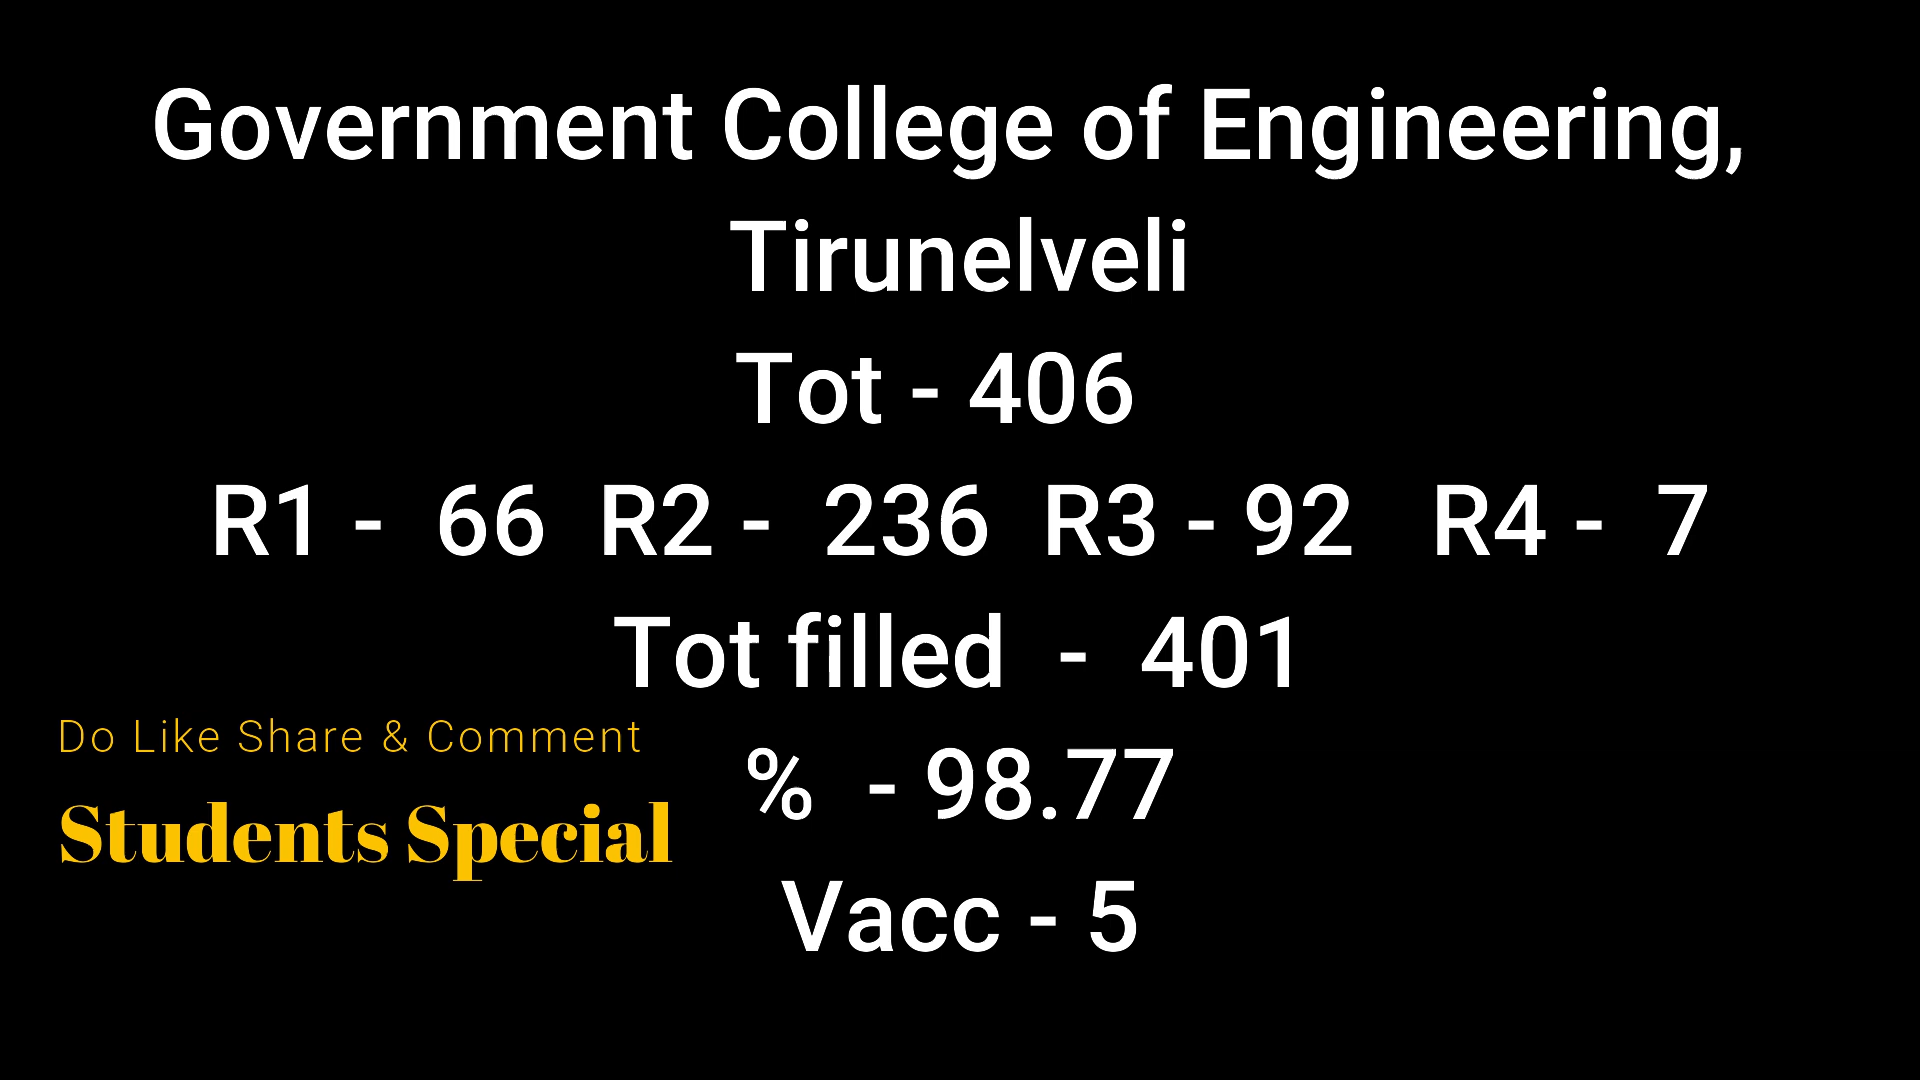 Government College of Engineering,
Tirunelveli
Tot - 406
R1 - 66 R2 - 236 R3 - 92 R4 - 7
Tot filled - 401
% - 98.77
Vacc - 5
Do Like Share & Comment
Students Special